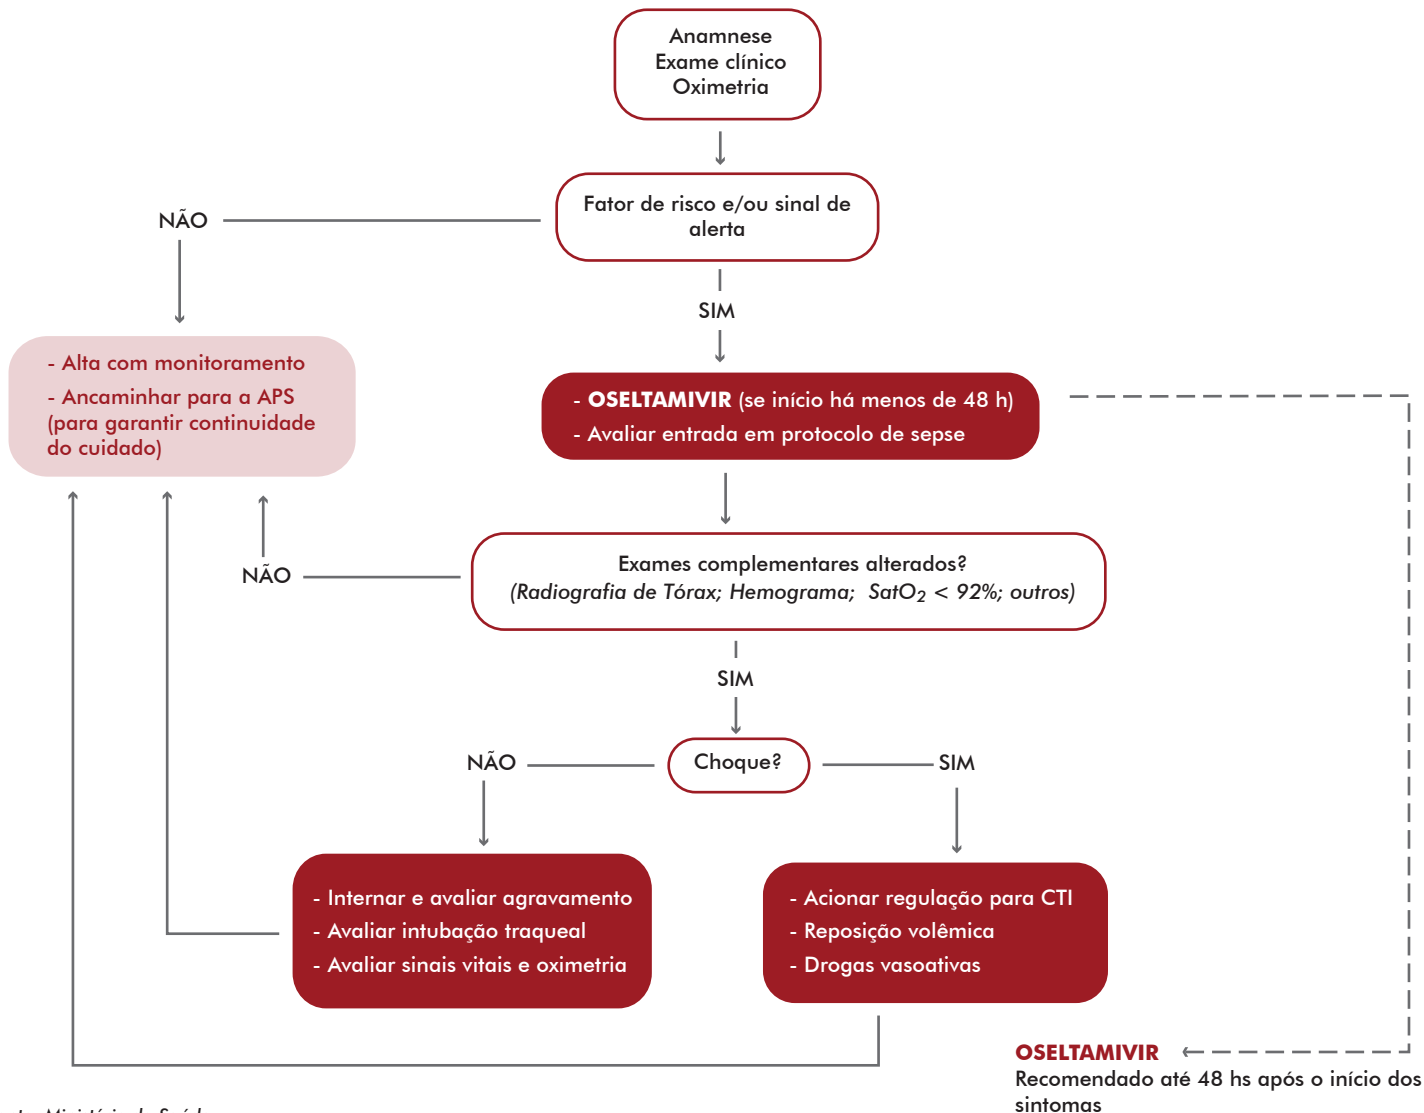 Anamnese
Exame clínico
Oximetria
Fator de risco e/ou sinal de
alerta
NÃO
SIM
- Alta com monitoramento
- Ancaminhar para a APS
(para garantir continuidade
do cuidado)
- OSELTAMIVIR (se início há menos de 48 h)
- Avaliar entrada em protocolo de sepse
Exames complementares alterados?
(Radiografia de Tórax; Hemograma; SatO2 < 92%; outros)
NÃO
SIM
Choque?
NÃO
SIM
- Internar e avaliar agravamento
- Avaliar intubação traqueal
- Avaliar sinais vitais e oximetria
- Acionar regulação para CTI
- Reposição volêmica
- Drogas vasoativas
OSELTAMIVIR
Recomendado até 48 hs após o início dos
sintomas